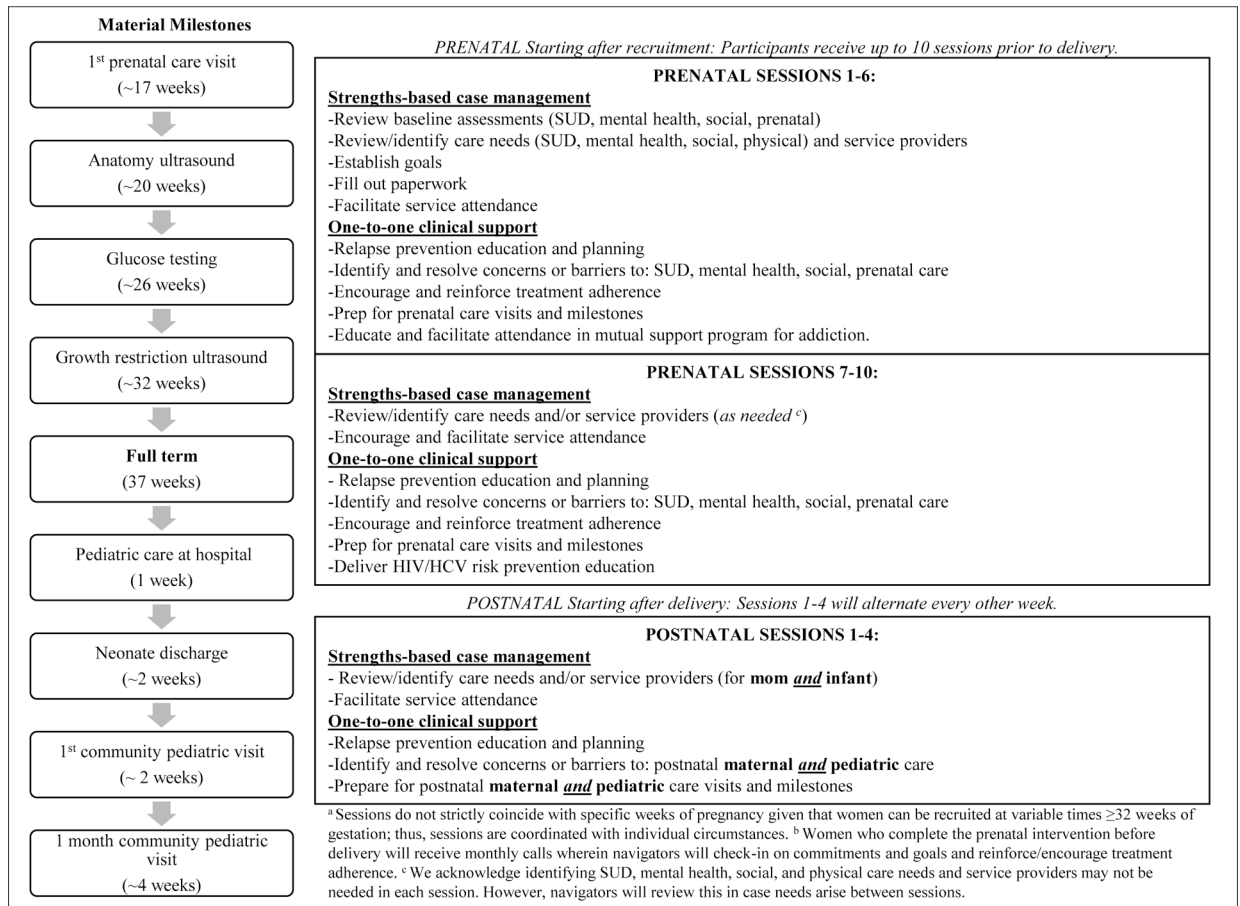 Material Milestones
1st prenatal care visit
(~17 weeks)
Anatomy ultrasound
(~20 weeks)
Glucose testing
(~26 weeks)
Growth restriction ultrasound
(~32 weeks)
Full term
(37 weeks)
Pediatric care at hospital
(1 week)
Neonate discharge
(~2 weeks)
1st community pediatric visit
(~ 2 weeks)
1 month community pediatric
visit
(~4 weeks)
PRENATAL Starting after recruitment: Participants receive up to 10 sessions prior to delivery.
PRENATAL SESSIONS 1-6:
Strengths-based case management
-Review baseline assessments (SUD, mental health, social, prenatal)
-Review/identify care needs (SUD, mental health, social, physical) and service providers
-Establish goals
-Fill out paperwork
-Facilitate service attendance
One-to-one clinical support
-Relapse prevention education and planning
-Identify and resolve concerns or barriers to: SUD, mental health, social, prenatal care
-Encourage and reinforce treatment adherence
-Prep for prenatal care visits and milestones
-Educate and facilitate attendance in mutual support program for addiction.
PRENATAL SESSIONS 7-10:
Strengths-based case management
-Review/identify care needs and/or service providers (as needed c)
-Encourage and facilitate service attendance
One-to-one clinical support
- Relapse prevention education and planning
-Identify and resolve concerns or barriers to: SUD, mental health, social, prenatal care
-Encourage and reinforce treatment adherence
-Prep for prenatal care visits and milestones
-Deliver HIV/HCV risk prevention education
POSTNATAL Starting after delivery: Sessions 1-4 will alternate every other week.
POSTNATAL SESSIONS 1-4:
Strengths-based case management
- Review/identify care needs and/or service providers (for mom and infant)
-Facilitate service attendance
One-to-one clinical support
-Relapse prevention education and planning
-Identify and resolve concerns or barriers to: postnatal maternal and pediatric care
-Prepare for postnatal maternal and pediatric care visits and milestones
a Sessions do not strictly coincide with specific weeks of pregnancy given that women can be recruited at variable times ≥32 weeks of
gestation; thus, sessions are coordinated with individual circumstances. b Women who complete the prenatal intervention before
delivery will receive monthly calls wherein navigators will check-in on commitments and goals and reinforce/encourage treatment
adherence. c We acknowledge identifying SUD, mental health, social, and physical care needs and service providers may not be
needed in each session. However, navigators will review this in case needs arise between sessions.